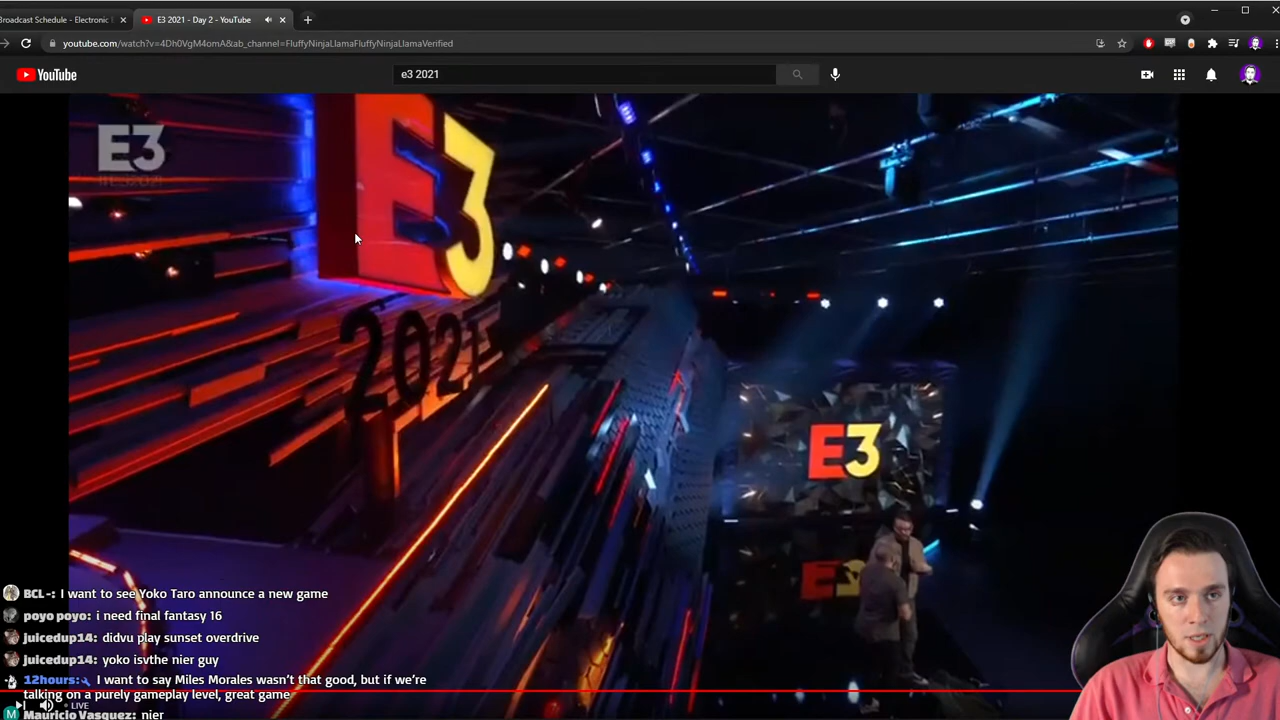 Broadcast Schedule - Electronic
E3 2021 - Day 2 - YouTube
youtube.com/watch?v=4Dh0VgM4omA&ab_channel=FluffyNinjaLlamaFluffyNinjaLlamaVerified
YouTube
e3 2021
E3
#E32021
E3
2021
E3
E3
BCL -: I want to see Yoko Taro announce a new game
poyo poyo: i need final fantasy 16
juicedup14: didvu play sunset overdrive
juicedup14: yoko isvthe nier guy
12hours: I want to say Miles Morales wasn't that good, but if we're
talking on a purely gameplay level, great game
LIVE
M Mauricio Vasquez: nier